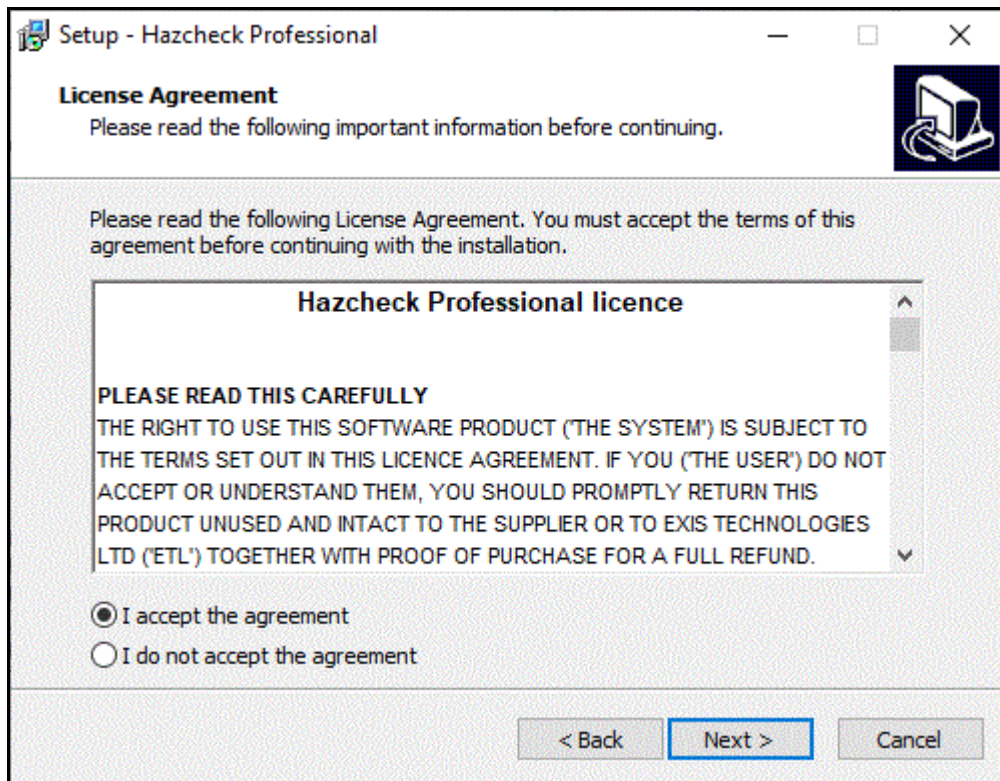 Setup - Hazcheck Professional
License Agreement
Please read the following important information before continuing.
Please read the following License Agreement. You must accept the terms of this
agreement before continuing with the installation.
Hazcheck Professional licence
PLEASE READ THIS CAREFULLY
THE RIGHT TO USE THIS SOFTWARE PRODUCT ("THE SYSTEM") IS SUBJECT TO
THE TERMS SET OUT IN THIS LICENCE AGREEMENT. IF YOU ("THE USER") DO NOT
ACCEPT OR UNDERSTAND THEM, YOU SHOULD PROMPTLY RETURN THIS
PRODUCT UNUSED AND INTACT TO THE SUPPLIER OR TO EXIS TECHNOLOGIES
LTD ("ETL") TOGETHER WITH PROOF OF PURCHASE FOR A FULL REFUND.
I accept the agreement
I do not accept the agreement
< Back
Next >
Cancel